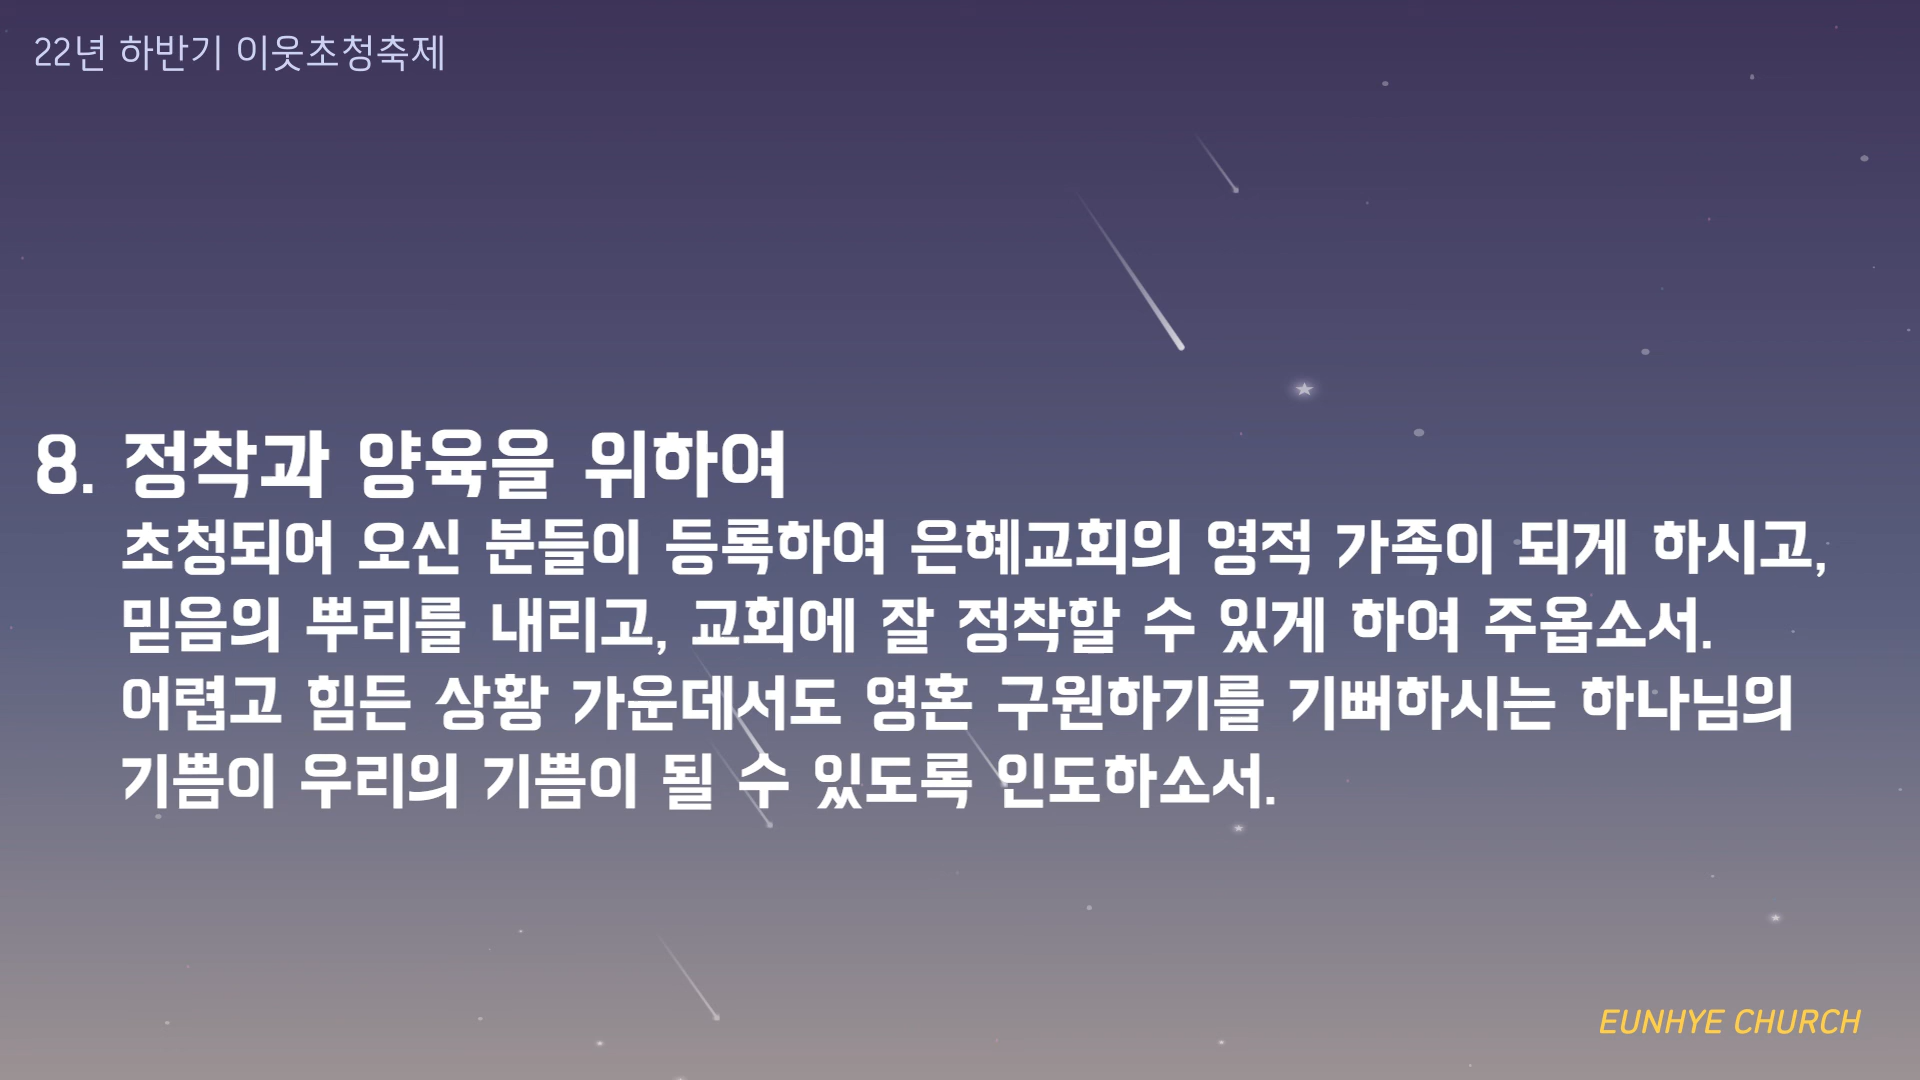 22년 하반기 이웃초청축제
8. 정착과 양육을 위하여
초청되어 오신 분들이 등록하여 은혜교회의 영적 가족이 되게 하시고,
믿음의 뿌리를 내리고, 교회에 잘 정착할 수 있게 하여 주옵소서.
어렵고 힘든 상황 가운데서도 영혼 구원하기를 기뻐하시는 하나님의
기쁨이 우리의 기쁨이 될 수 있도록 인도하소서.
EUNHYE CHURCH